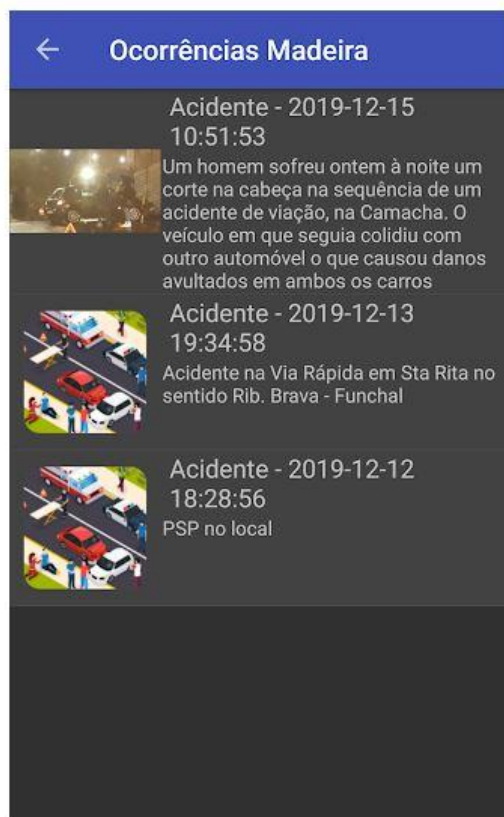 Ocorrências Madeira
Acidente - 2019-12-15
10:51:53
Um homem sofreu ontem à noite um
corte na cabeça na sequência de um
acidente de viação, na Camacha. O
veículo em que seguia colidiu com
outro automóvel o que causou danos
avultados em ambos os carros
Acidente - 2019-12-13
19:34:58
Acidente na Via Rápida em Sta Rita no
sentido Rib. Brava - Funchal
Acidente - 2019-12-12
18:28:56
PSP no local